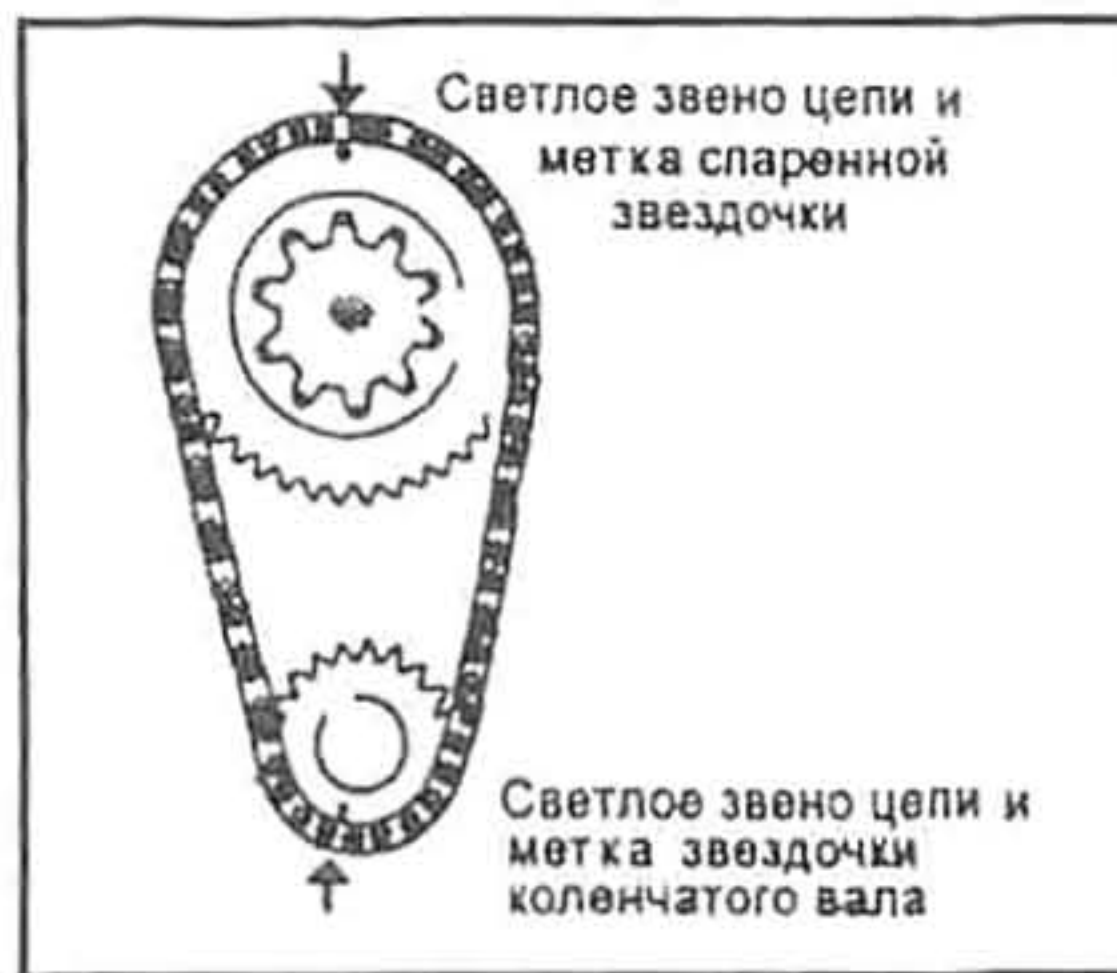 Светлое звено цепи и
метка спаренной
звездочки
Светлое звено цепи и
метка звездочки
коленчатого вала